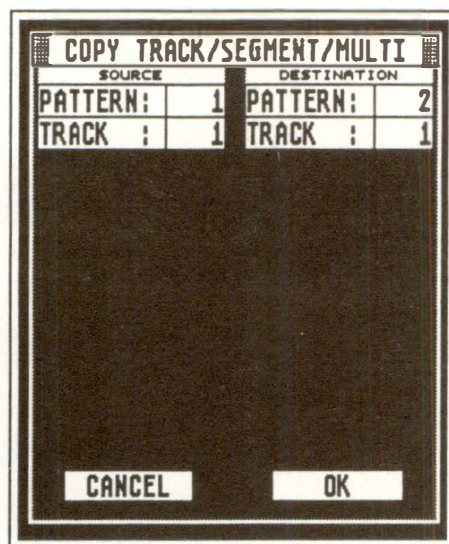 COPY TRACK/SEGMENT/MULTI
SOURCE DESTINATION
PATTERN: 1 PATTERN: 2
TRACK : 1 TRACK : 1
CANCEL OK